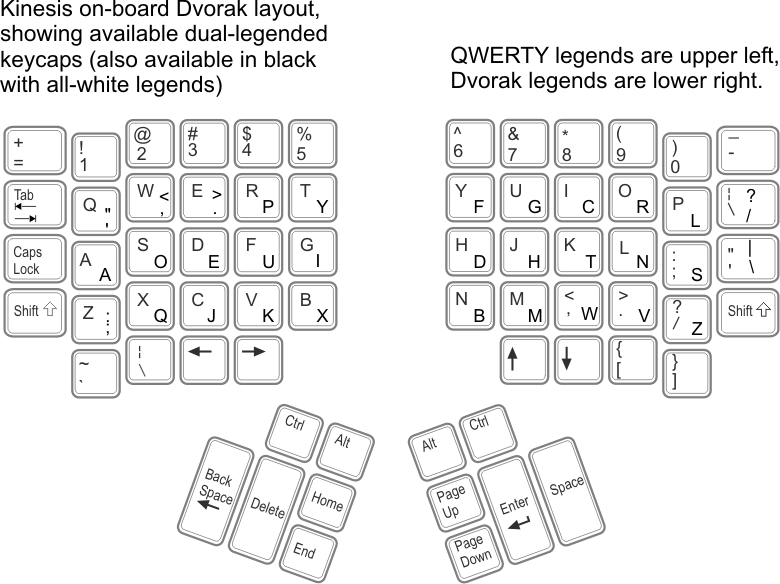 Kinesis on-board Dvorak layout,
showing available dual-legended
keycaps (also available in black
with all-white legends)
QWERTY legends are upper left,
Dvorak legends are lower right.
+ =
! 1
@ 2
# 3
$ 4
% 5
^ 6
& 7
* 8
( 9
) 0
_ -
Tab
Q " '
W < ,
E > .
R P
T Y
Y F
U G
I C
O R
P L
¦ \ ? /
Caps
Lock
A A
S O
D E
F U
G I
H D
J H
K T
L N
: ; S
" ' | \
Shift
Z : ;
X Q
C J
V K
B X
N B
M M
< , W
> . V
? / Z
Shift
~ `
¦ \
{ [
} ]
Ctrl
Alt
Back
Space
Delete
Home
End
Alt
Ctrl
Page
Up
Enter
Space
Page
Down